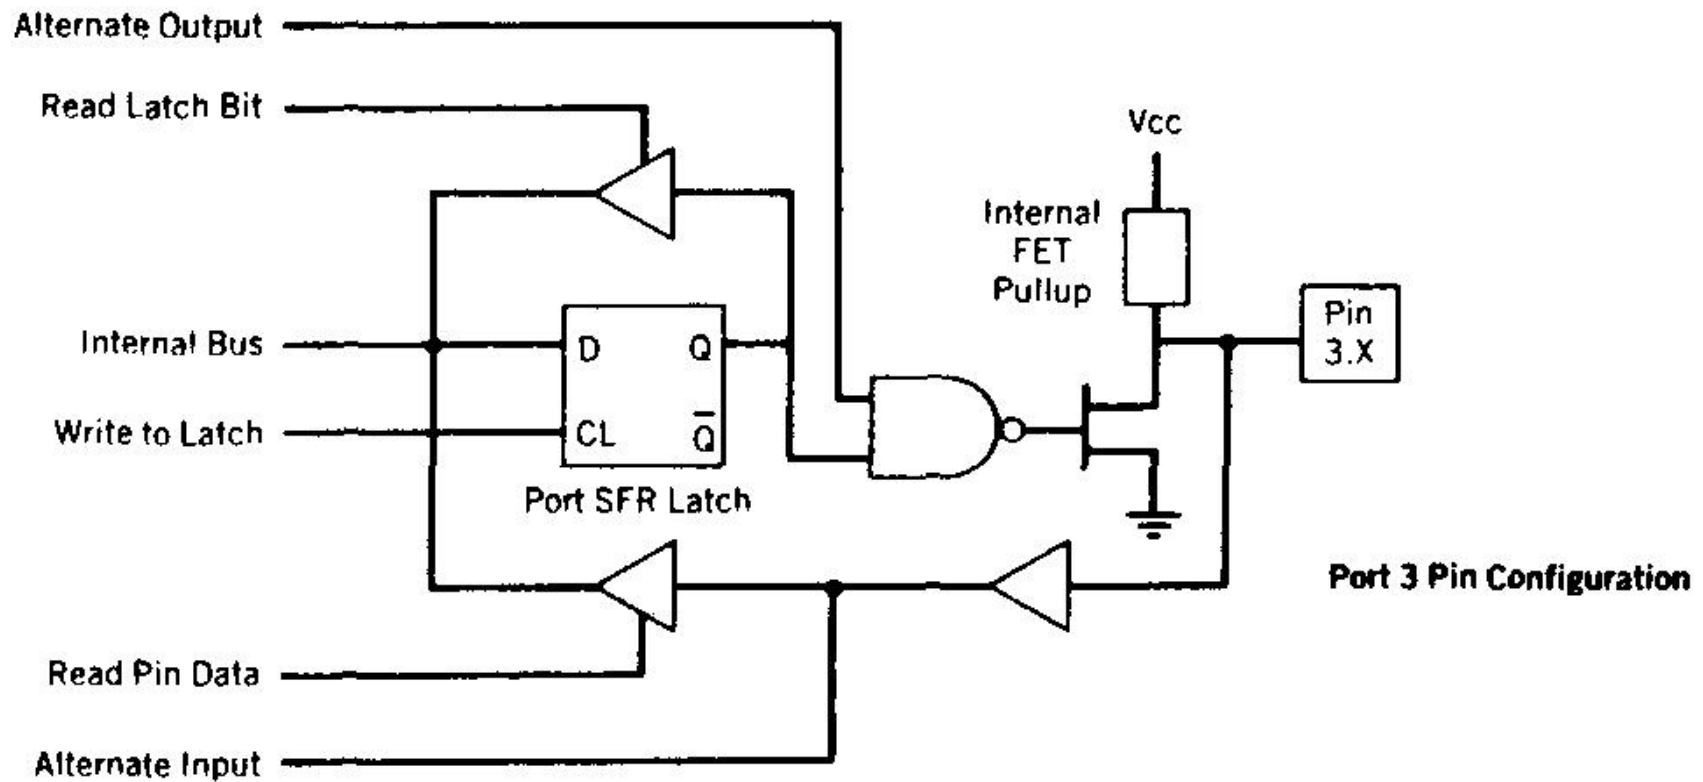 Alternate Output
Read Latch Bit
Vcc
Internal
FET
Pullup
Pin
3.X
Internal Bus
D
Q
Write to Latch
CL
Q̅
Port SFR Latch
Port 3 Pin Configuration
Read Pin Data
Alternate Input